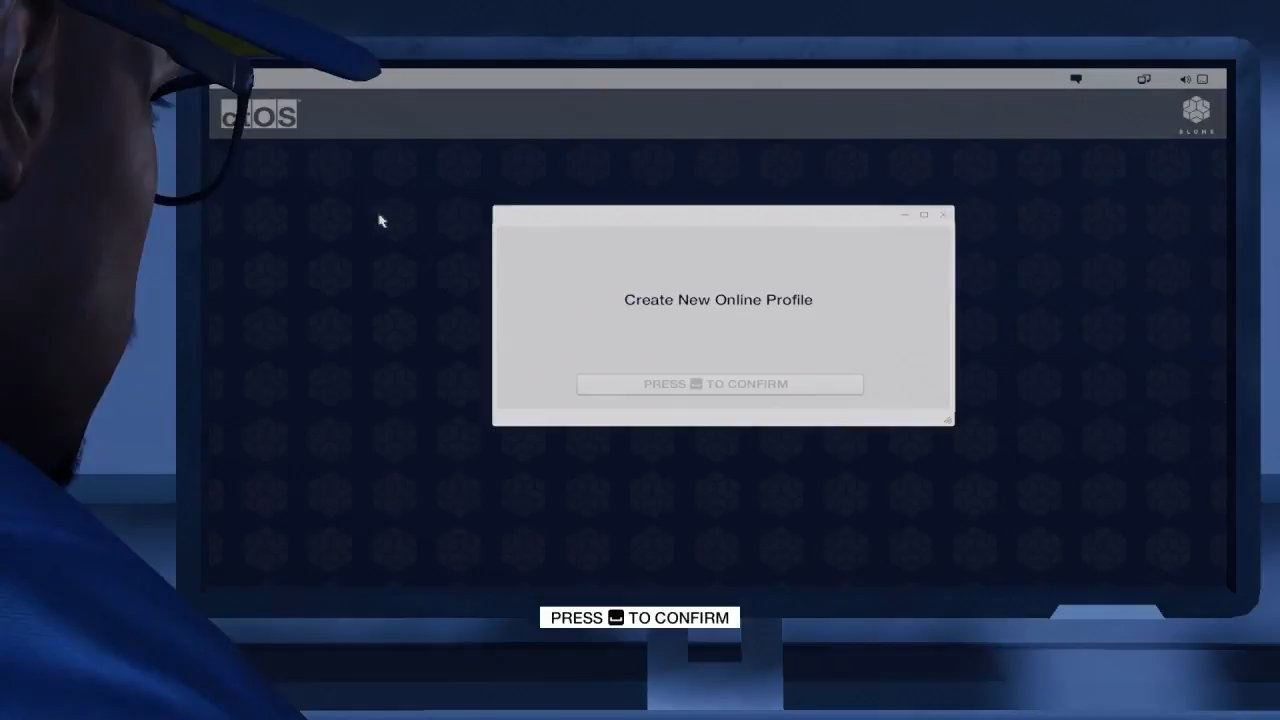 ctOS
BLUME
Create New Online Profile
PRESS TO CONFIRM
PRESS TO CONFIRM